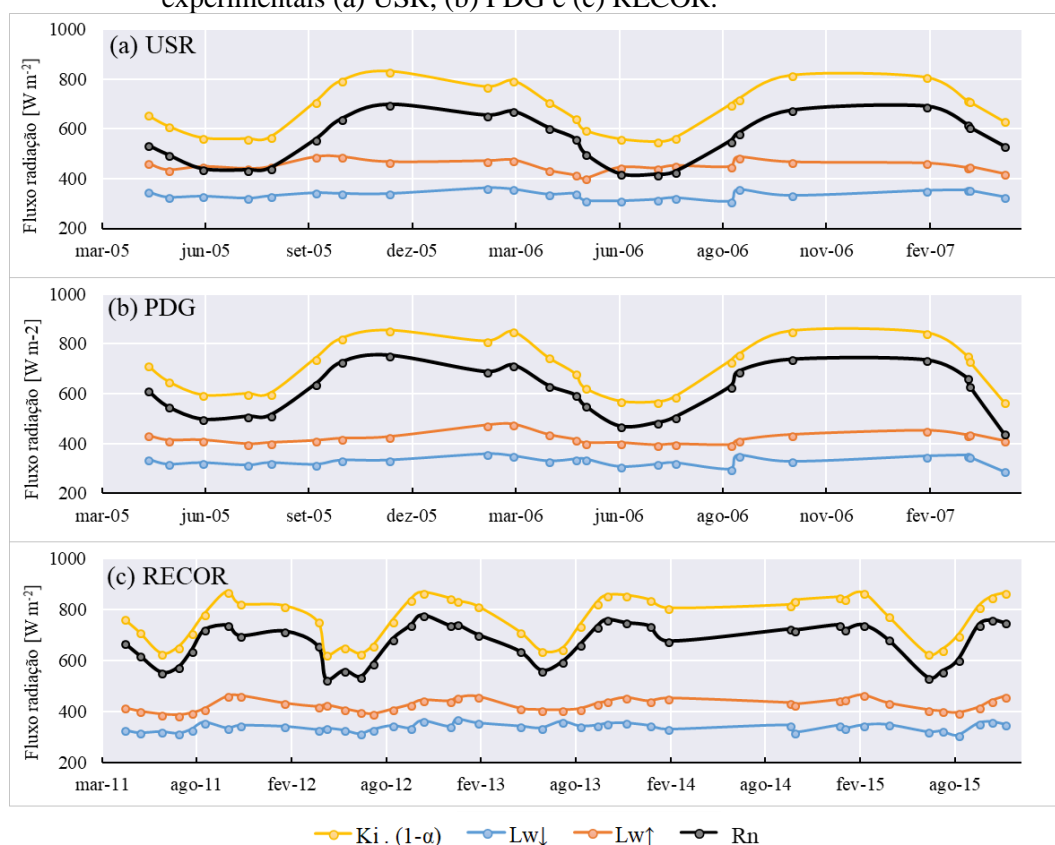 experimentais (a) USR, (b) PDG e (c) RECOR.
(a) USR
Fluxo radiação [W m-2]
1000
800
600
400
200
mar-05 jun-05 set-05 dez-05 mar-06 jun-06 ago-06 nov-06 fev-07
(b) PDG
Fluxo radiação [W m-2]
1000
800
600
400
200
mar-05 jun-05 set-05 dez-05 mar-06 jun-06 ago-06 nov-06 fev-07
(c) RECOR
Fluxo radiação [W m-2]
1000
800
600
400
200
mar-11 ago-11 fev-12 ago-12 fev-13 ago-13 fev-14 ago-14 fev-15 ago-15
Ki . (1-α) Lw↓ Lw↑ Rn